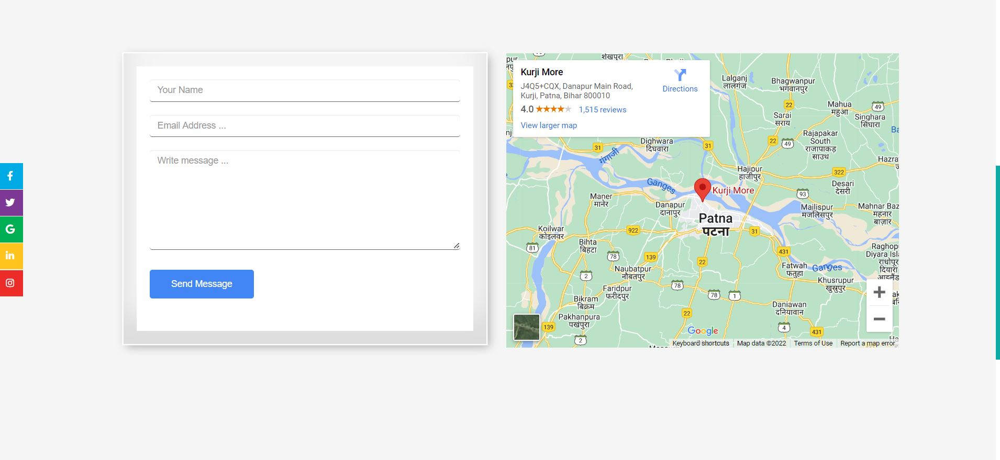 Your Name
Email Address ...
Write message ...
Send Message
Kurji More
J4Q5+CQX, Danapur Main Road,
Kurji, Patna, Bihar 800010
4.0
1,515 reviews
View larger map
Directions
शेखपुरा
Lalganj
लालगंज
Bhagwanpur
भगवानपुर
22
Mahua
महुआ
49
Sarai
सराय
Singhara
सिंघारा
Rajapakar
South
राजापाकड़
साउथ
22
49
Dighwara
दिघवारा
31
31
गंगाजी
Hajipur
हाजीपुर
322
Desari
देसरी
Ganges
Kurji More
93
Maner
मानेर
Danapur
दानापुर
Mailispur
मजलिसपुर
Mahnar Baz
महनार
बाज़ार
Patna
पटना
Koilwar
कोइलवर
922
31
81
Bihta
बिहटा
78
139
22
431
Raghopu
Diyara Isl
राधोपुर
दियारा
आइलैंड
Naubatpur
नौबतपुर
Fatwah
फतुहा
Ganges
2
Khusrupur
खुसूपुर
Faridpur
फरीदपुर
78
78
1
Bikram
बिक्रम
Daniawan
दनियावान
22
Pakhanpura
पखंपुरा
139
4
431
2
Google
Keyboard shortcuts
Map data ©2022
Terms of Use
Report a map error